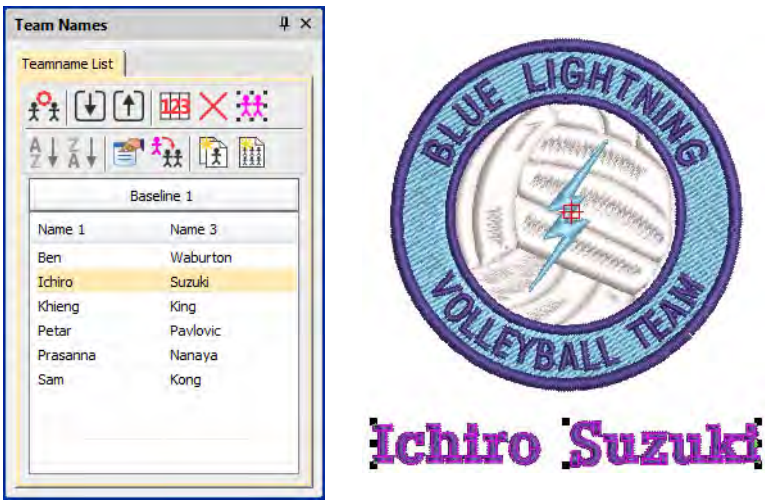 Team Names
Teamname List
123
A Z Z A
Baseline 1
Name 1 Name 3
Ben Waburton
Ichiro Suzuki
Khieng King
Petar Pavlovic
Prasanna Nanaya
Sam Kong
BLUE LIGHTNING
VOLLEYBALL TEAM
Ichiro Suzuki